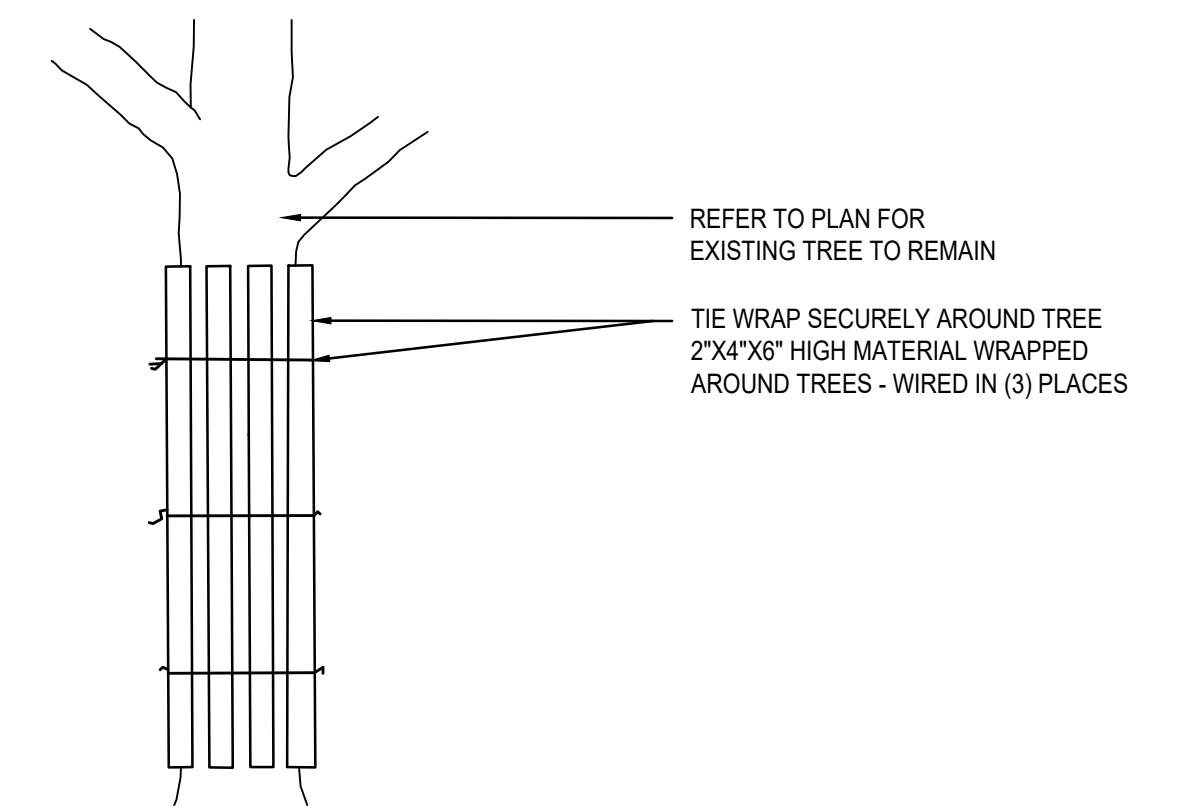 REFER TO PLAN FOR
EXISTING TREE TO REMAIN
TIE WRAP SECURELY AROUND TREE
2"X4"X6" HIGH MATERIAL WRAPPED
AROUND TREES - WIRED IN (3) PLACES